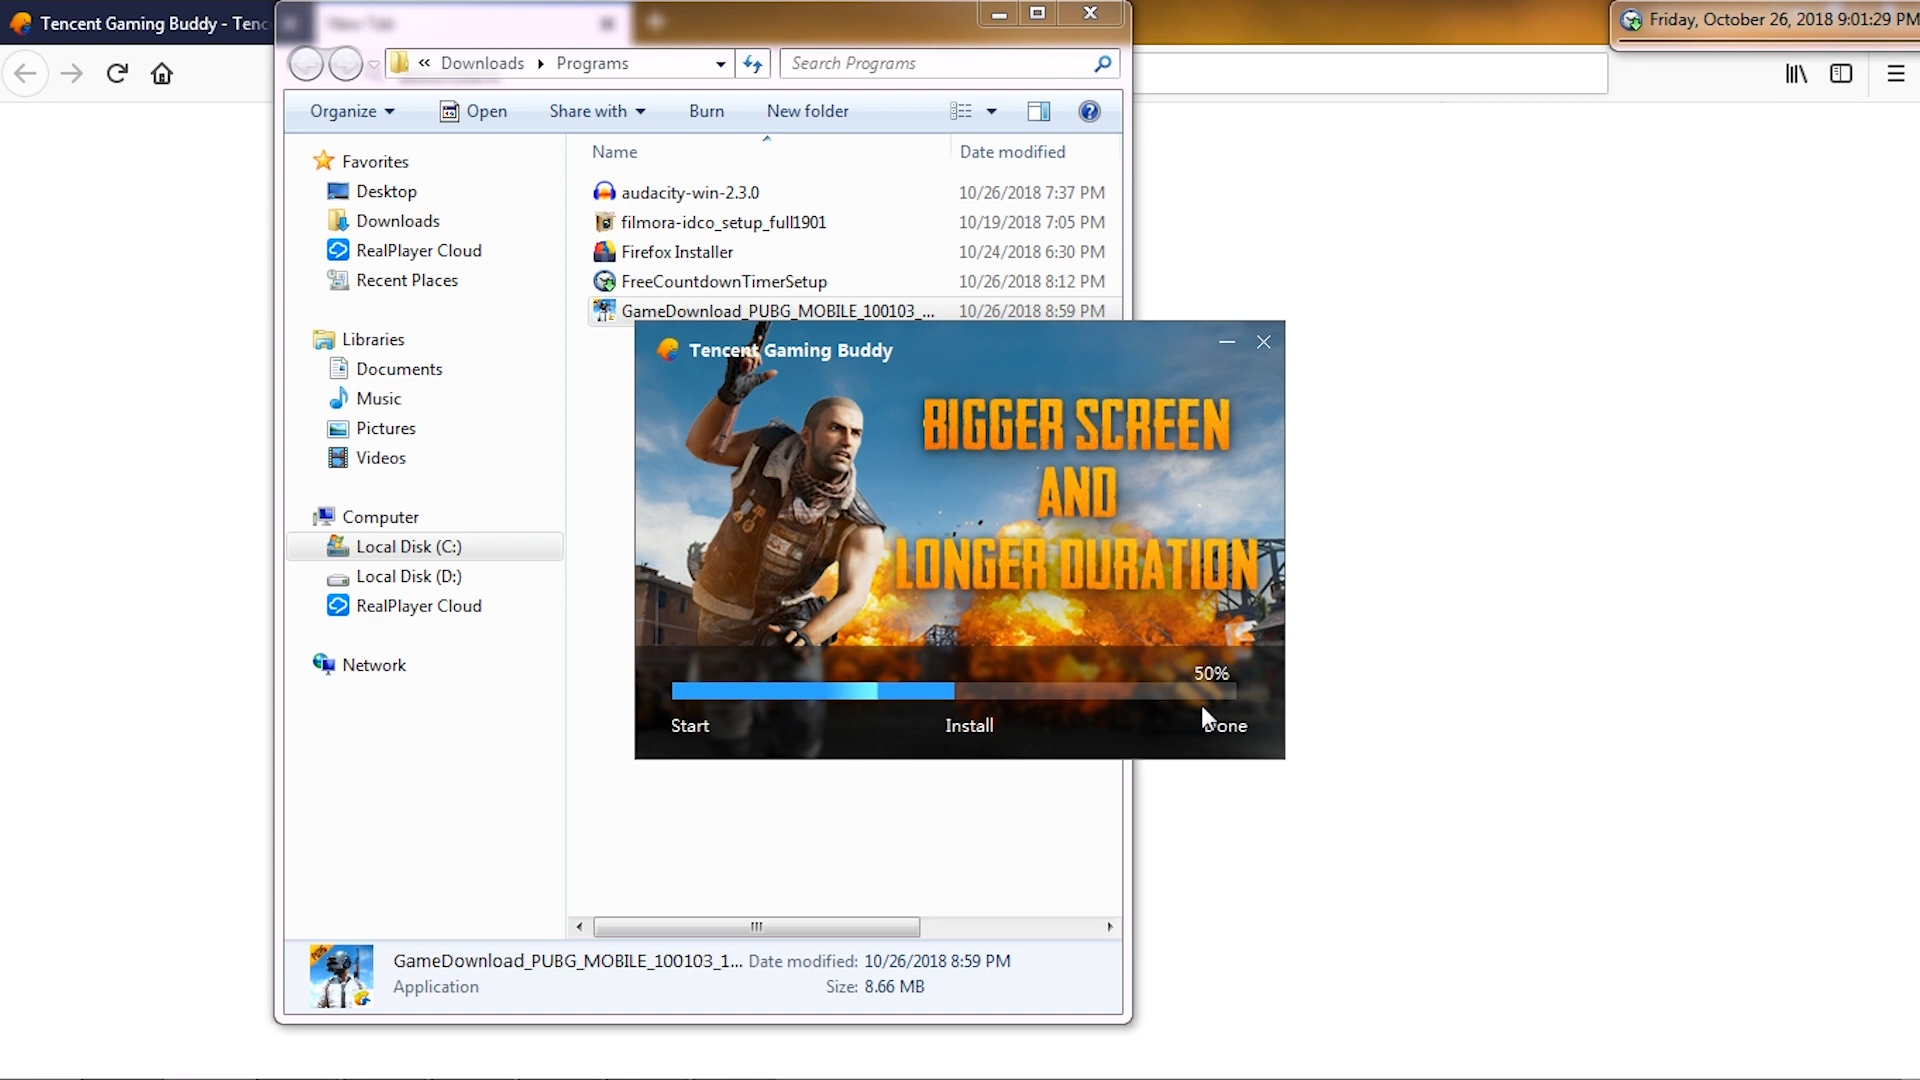 Tencent Gaming Buddy - Tenc
New Tab
Friday, October 26, 2018 9:01:29 PM
« Downloads Programs
Search Programs
Organize Open Share with Burn New folder
Name Date modified
Favorites
Desktop
Downloads
RealPlayer Cloud
Recent Places
Libraries
Documents
Music
Pictures
Videos
Computer
Local Disk (C:)
Local Disk (D:)
RealPlayer Cloud
Network
audacity-win-2.3.0 10/26/2018 7:37 PM
filmora-idco_setup_full1901 10/19/2018 7:05 PM
Firefox Installer 10/24/2018 6:30 PM
FreeCountdownTimerSetup 10/26/2018 8:12 PM
GameDownload_PUBG_MOBILE_100103_... 10/26/2018 8:59 PM
Tencent Gaming Buddy
BIGGER SCREEN
AND
LONGER DURATION
50%
Start Install Done
GameDownload_PUBG_MOBILE_100103_1... Date modified: 10/26/2018 8:59 PM
Application Size: 8.66 MB